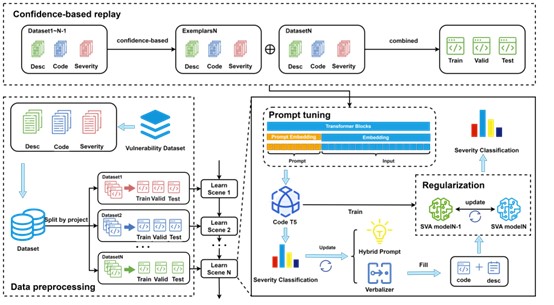 Confidence-based replay
Dataset1~N-1
confidence-based
ExemplarsN
DatasetN
combined
Desc Code Severity
Desc Code Severity
Desc Code Severity
Train Valid Test
Desc Code Severity
Vulnerability Dataset
Dataset
Split by project
Dataset1
Train Valid Test
Dataset2
Train Valid Test
DatasetN
Train Valid Test
Learn
Scene 1
Learn
Scene 2
Learn
Scene N
Data preprocessing
Prompt tuning
Transformer Blocks
Prompt Embedding
Embedding
Prompt
Input
Code T5
Train
Severity Classification
Update
Hybrid Prompt
Verbalizer
Fill
code + desc
Severity Classification
Regularization
update
SVA modelN-1
SVA modelN